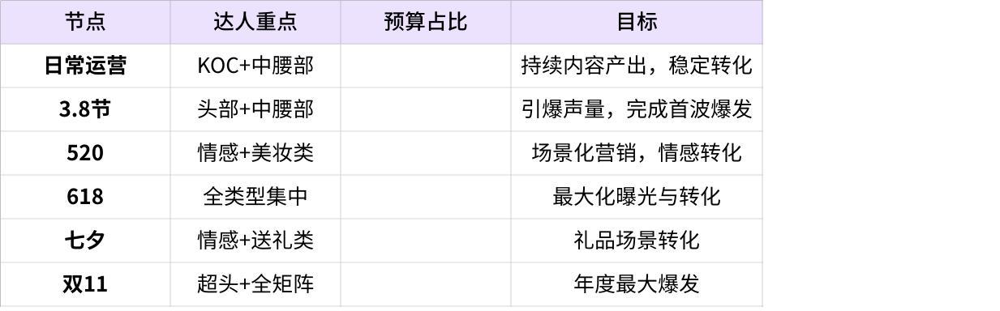 节点 达人重点 预算占比 目标
日常运营 KOC+中腰部 持续内容产出，稳定转化
3.8节 头部+中腰部 引爆声量，完成首波爆发
520 情感+美妆类 场景化营销，情感转化
618 全类型集中 最大化曝光与转化
七夕 情感+送礼类 礼品场景转化
双11 超头+全矩阵 年度最大爆发